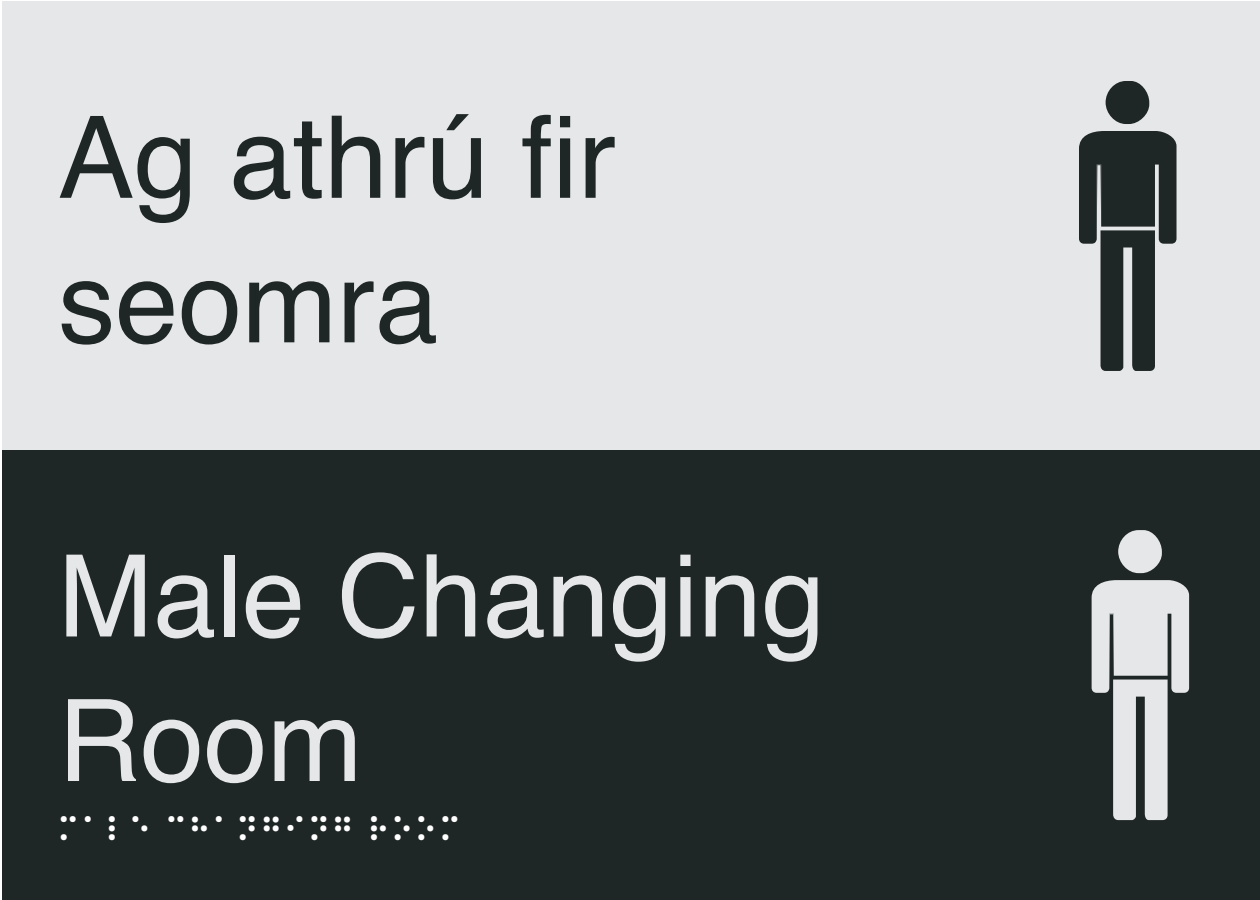 Ag athrú fir
seomra
Male Changing
Room
⠍⠁⠇⠑ ⠉⠓⠁⠝⠛⠊⠝⠛ ⠗⠕⠕⠍